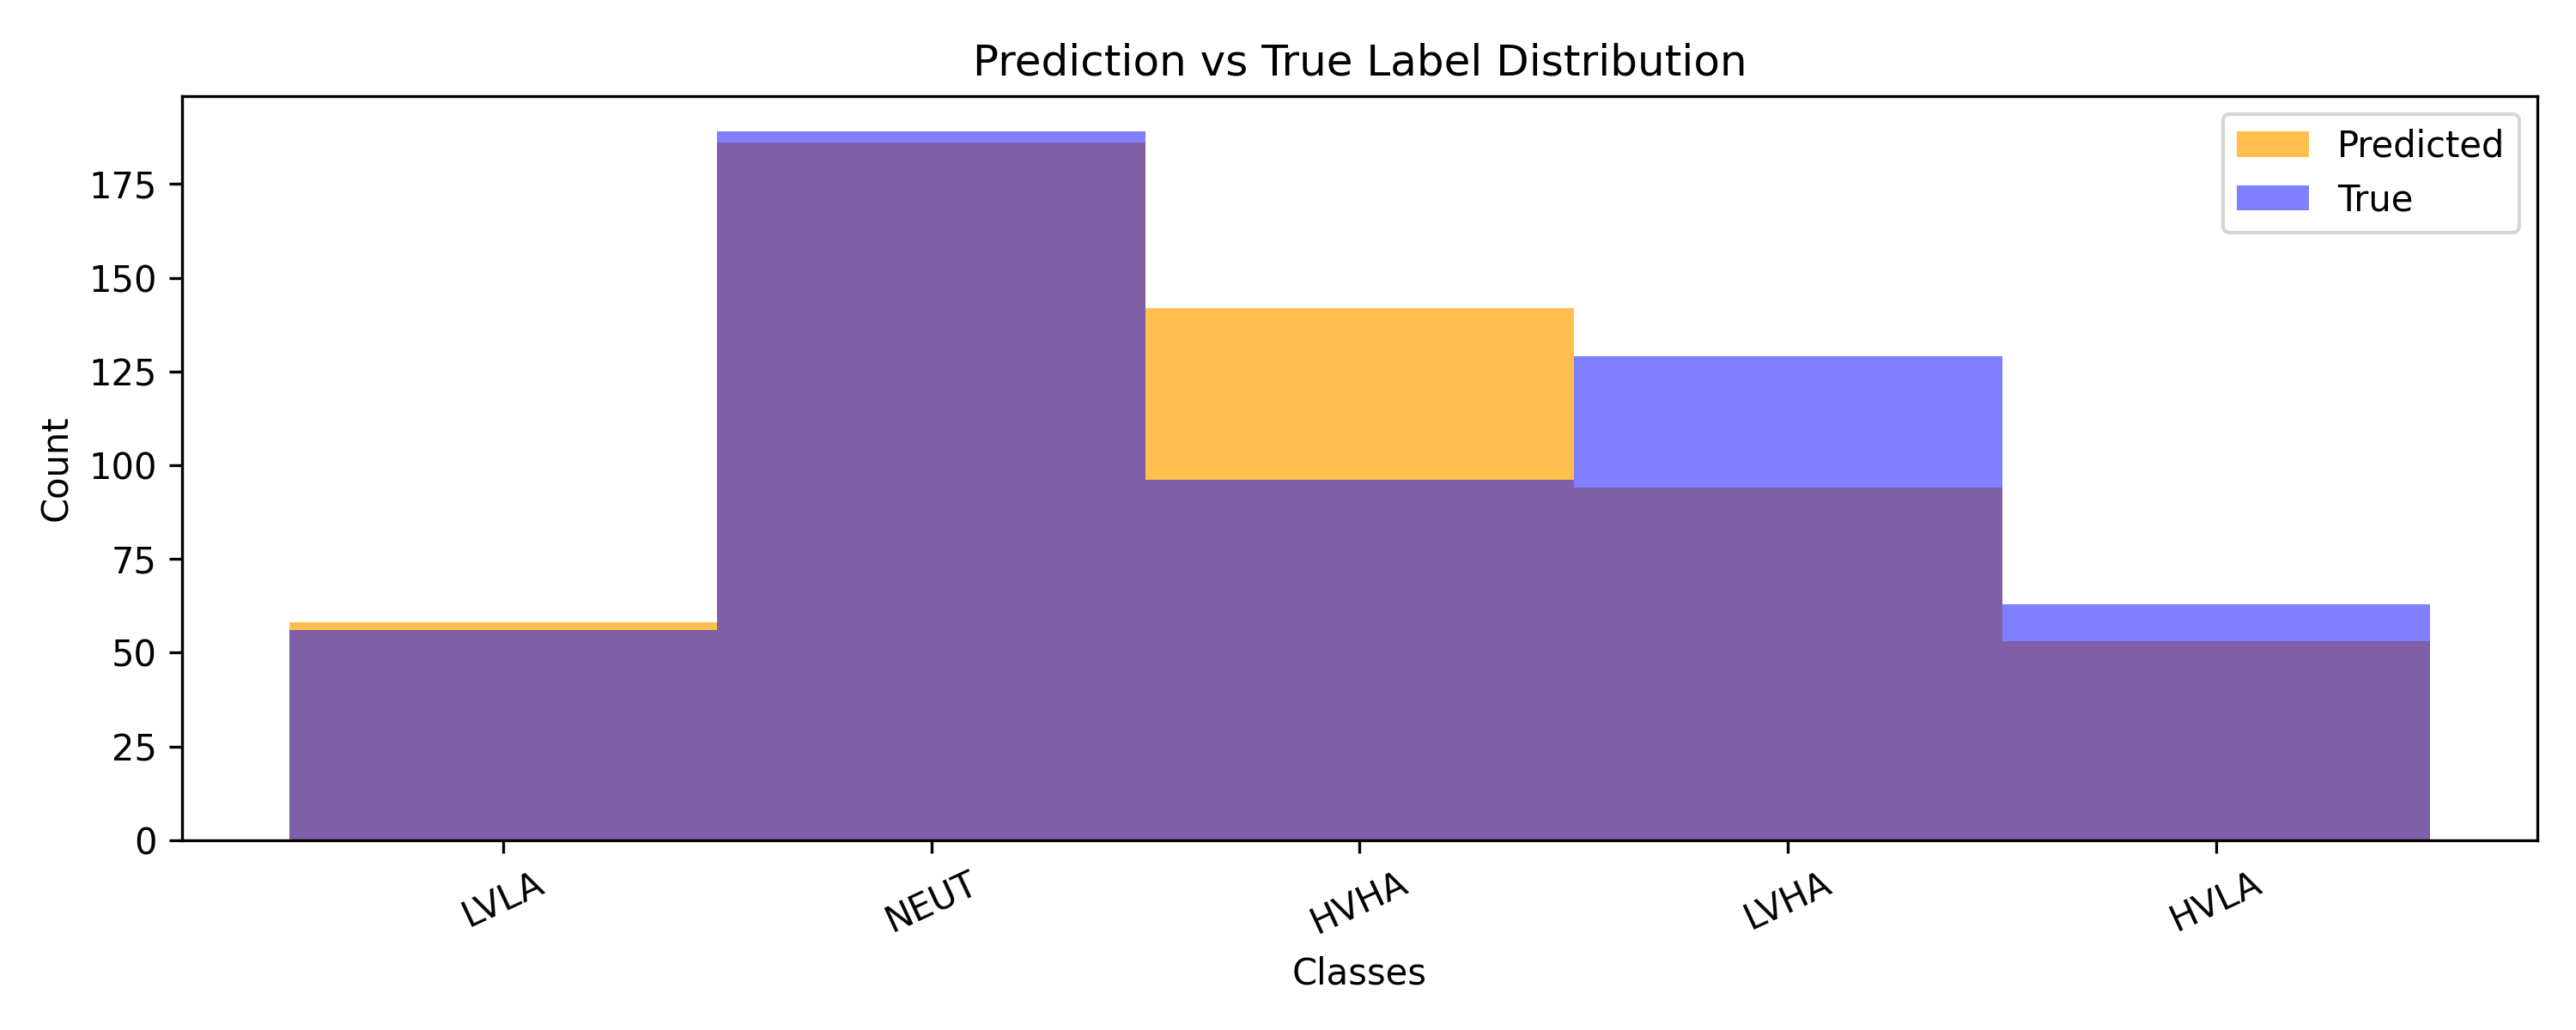 Prediction vs True Label Distribution
Predicted
True
Count
175
150
125
100
75
50
25
0
LVLA
NEUT
HVHA
LVHA
HVLA
Classes